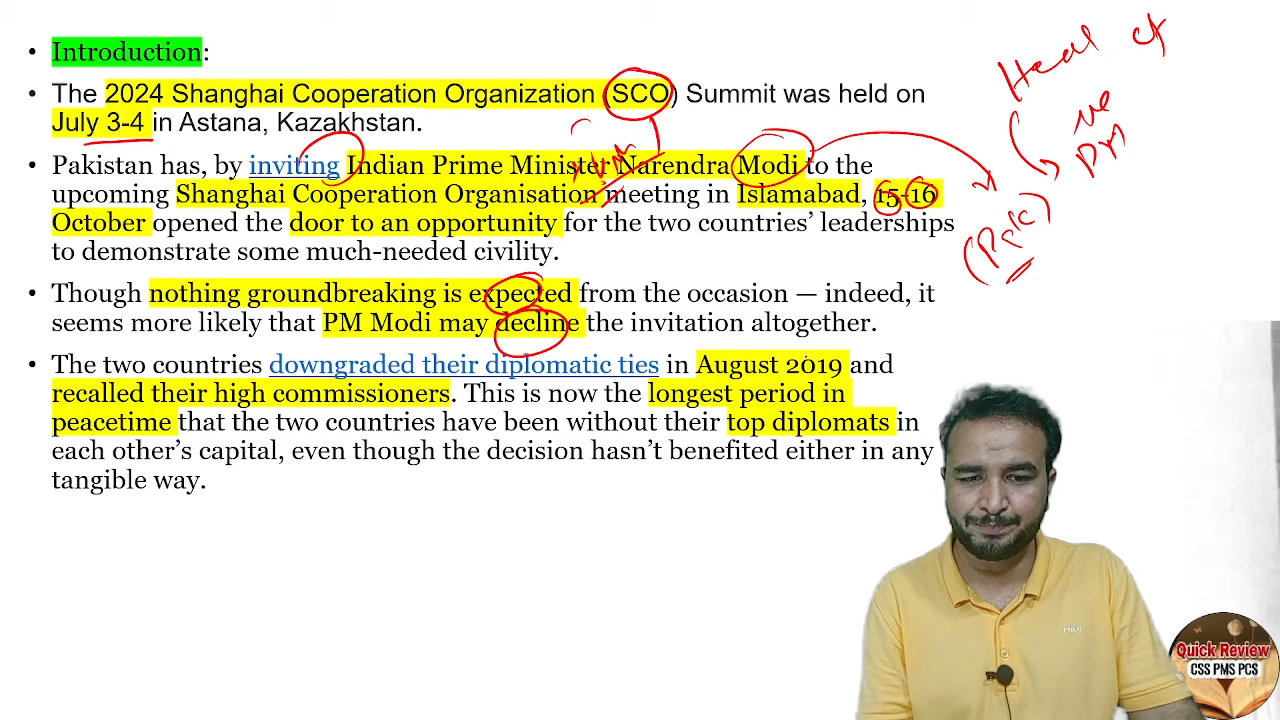 • Introduction:
• The 2024 Shanghai Cooperation Organization (SCO) Summit was held on
July 3-4 in Astana, Kazakhstan.
• Pakistan has, by inviting Indian Prime Minister Narendra Modi to the
upcoming Shanghai Cooperation Organisation meeting in Islamabad, 15-16
October opened the door to an opportunity for the two countries’ leaderships
to demonstrate some much-needed civility.
• Though nothing groundbreaking is expected from the occasion — indeed, it
seems more likely that PM Modi may decline the invitation altogether.
• The two countries downgraded their diplomatic ties in August 2019 and
recalled their high commissioners. This is now the longest period in
peacetime that the two countries have been without their top diplomats in
each other’s capital, even though the decision hasn’t benefited either in any
tangible way.
Head of
PM
(Pak)
POLO
Quick Review
CSS PMS PCS